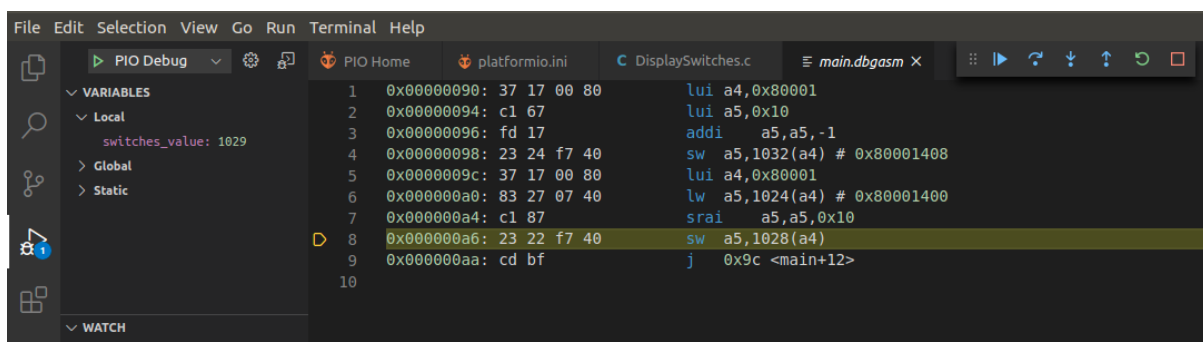 File Edit Selection View Go Run Terminal Help
PIO Debug
PIO Home platformio.ini C DisplaySwitches.c main.dbgasm
VARIABLES
Local
switches_value: 1029
Global
Static
1 0x00000090: 37 17 00 80 lui a4,0x80001
2 0x00000094: c1 67 lui a5,0x10
3 0x00000096: fd 17 addi a5,a5,-1
4 0x00000098: 23 24 f7 40 sw a5,1032(a4) # 0x80001408
5 0x0000009c: 37 17 00 80 lui a4,0x80001
6 0x000000a0: 83 27 07 40 lw a5,1024(a4) # 0x80001400
7 0x000000a4: c1 87 srai a5,a5,0x10
8 0x000000a6: 23 22 f7 40 sw a5,1028(a4)
9 0x000000aa: cd bf j 0x9c <main+12>
10
1
WATCH